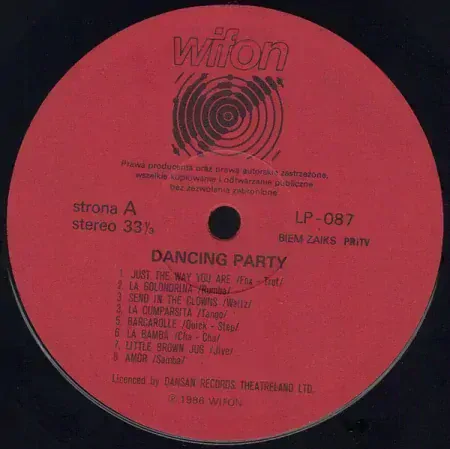 wifon
Prawa producenta oraz prawa autorskie zastrzeżone,
wszelkie kopiowanie i odtwarzanie publiczne
bez zezwolenia zabronione
strona A
stereo 33⅓
LP-087
BIEM-ZAIKS PRiTV
DANCING PARTY
1. JUST THE WAY YOU ARE /Fox - Trot/
2. LA GOLONDRINA /Rumba/
3. SEND IN THE CLOWNS /Waltz/
4. LA CUMPARSITA /Tango/
5. BARCAROLLE /Quick - Step/
6. LA BAMBA /Cha - Cha/
7. LITTLE BROWN JUG /Jive/
8. AMOR /Samba/
Licenced by DANSAN RECORDS THEATRELAND LTD.
℗ 1986 WIFON